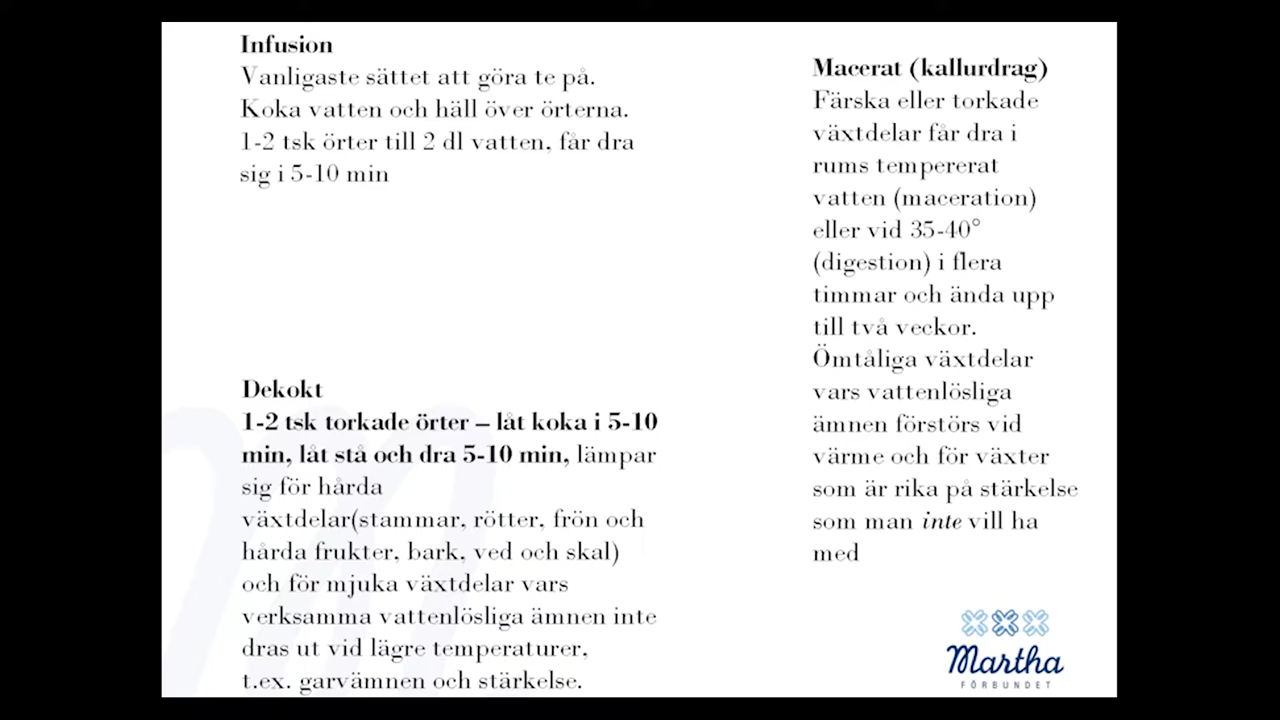 Infusion
Vanligaste sättet att göra te på.
Koka vatten och häll över örterna.
1-2 tsk örter till 2 dl vatten, får dra
sig i 5-10 min
Dekokt
1-2 tsk torkade örter – låt koka i 5-10
min, låt stå och dra 5-10 min, lämpar
sig för hårda
växtdelar(stammar, rötter, frön och
hårda frukter, bark, ved och skal)
och för mjuka växtdelar vars
verksamma vattenlösliga ämnen inte
dras ut vid lägre temperaturer,
t.ex. garvämnen och stärkelse.
Macerat (kallurdrag)
Färska eller torkade
växtdelar får dra i
rums tempererat
vatten (maceration)
eller vid 35-40°
(digestion) i flera
timmar och ända upp
till två veckor.
Ömtåliga växtdelar
vars vattenlösliga
ämnen förstörs vid
värme och för växter
som är rika på stärkelse
som man inte vill ha
med
Martha
FÖRBUNDET